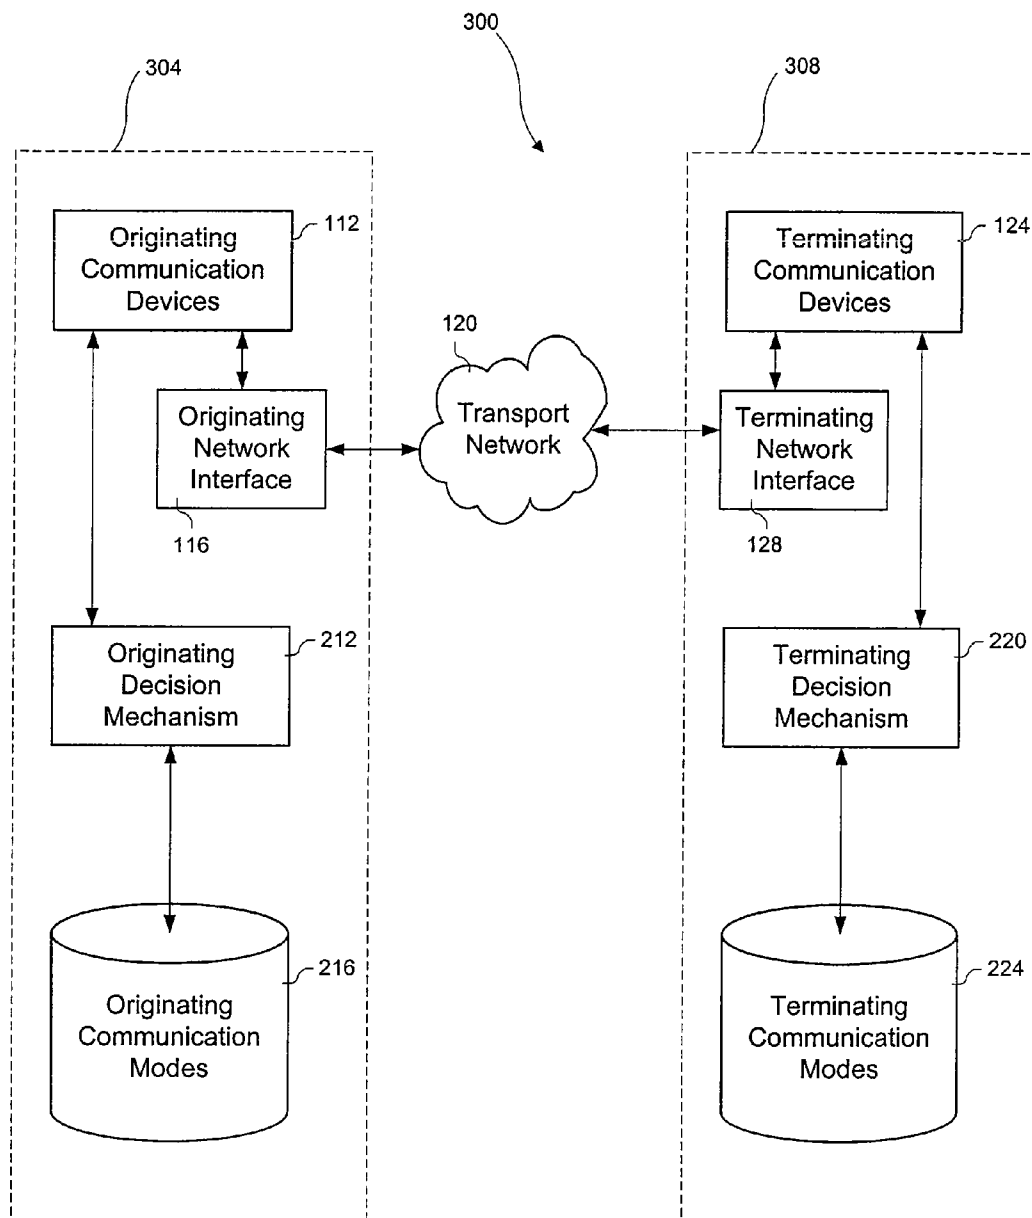 300
304
308
Originating
Communication
Devices
112
Terminating
Communication
Devices
124
120
Transport
Network
Originating
Network
Interface
116
Terminating
Network
Interface
128
Originating
Decision
Mechanism
212
Terminating
Decision
Mechanism
220
Originating
Communication
Modes
216
Terminating
Communication
Modes
224